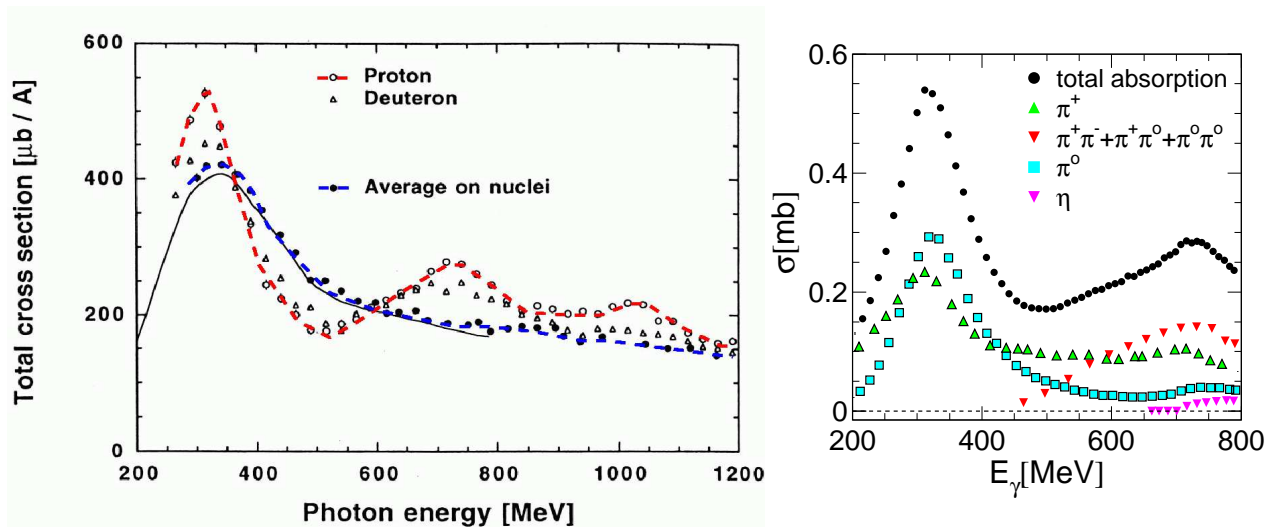 Total cross section [μb / A]
600
400
200
0
Proton
Deuteron
Average on nuclei
200 400 600 800 1000 1200
Photon energy [MeV]
σ[mb]
0.6
0.4
0.2
0
total absorption
π⁺
π⁺π⁻+π⁺π⁰+π⁰π⁰
π⁰
η
200 400 600 800
Eγ[MeV]